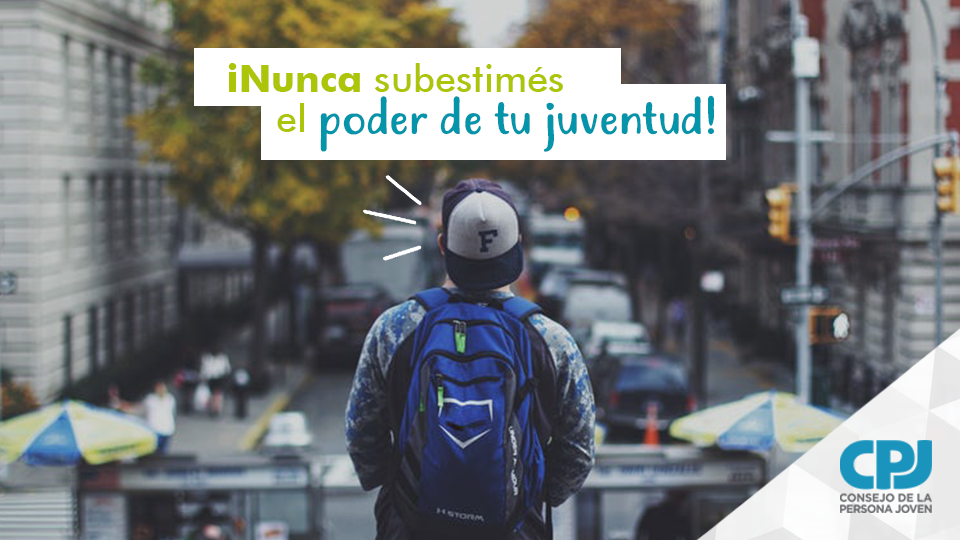 ¡Nunca subestimés
el poder de tu juventud!
F
H STORM
CPJ
CONSEJO DE LA
PERSONA JOVEN